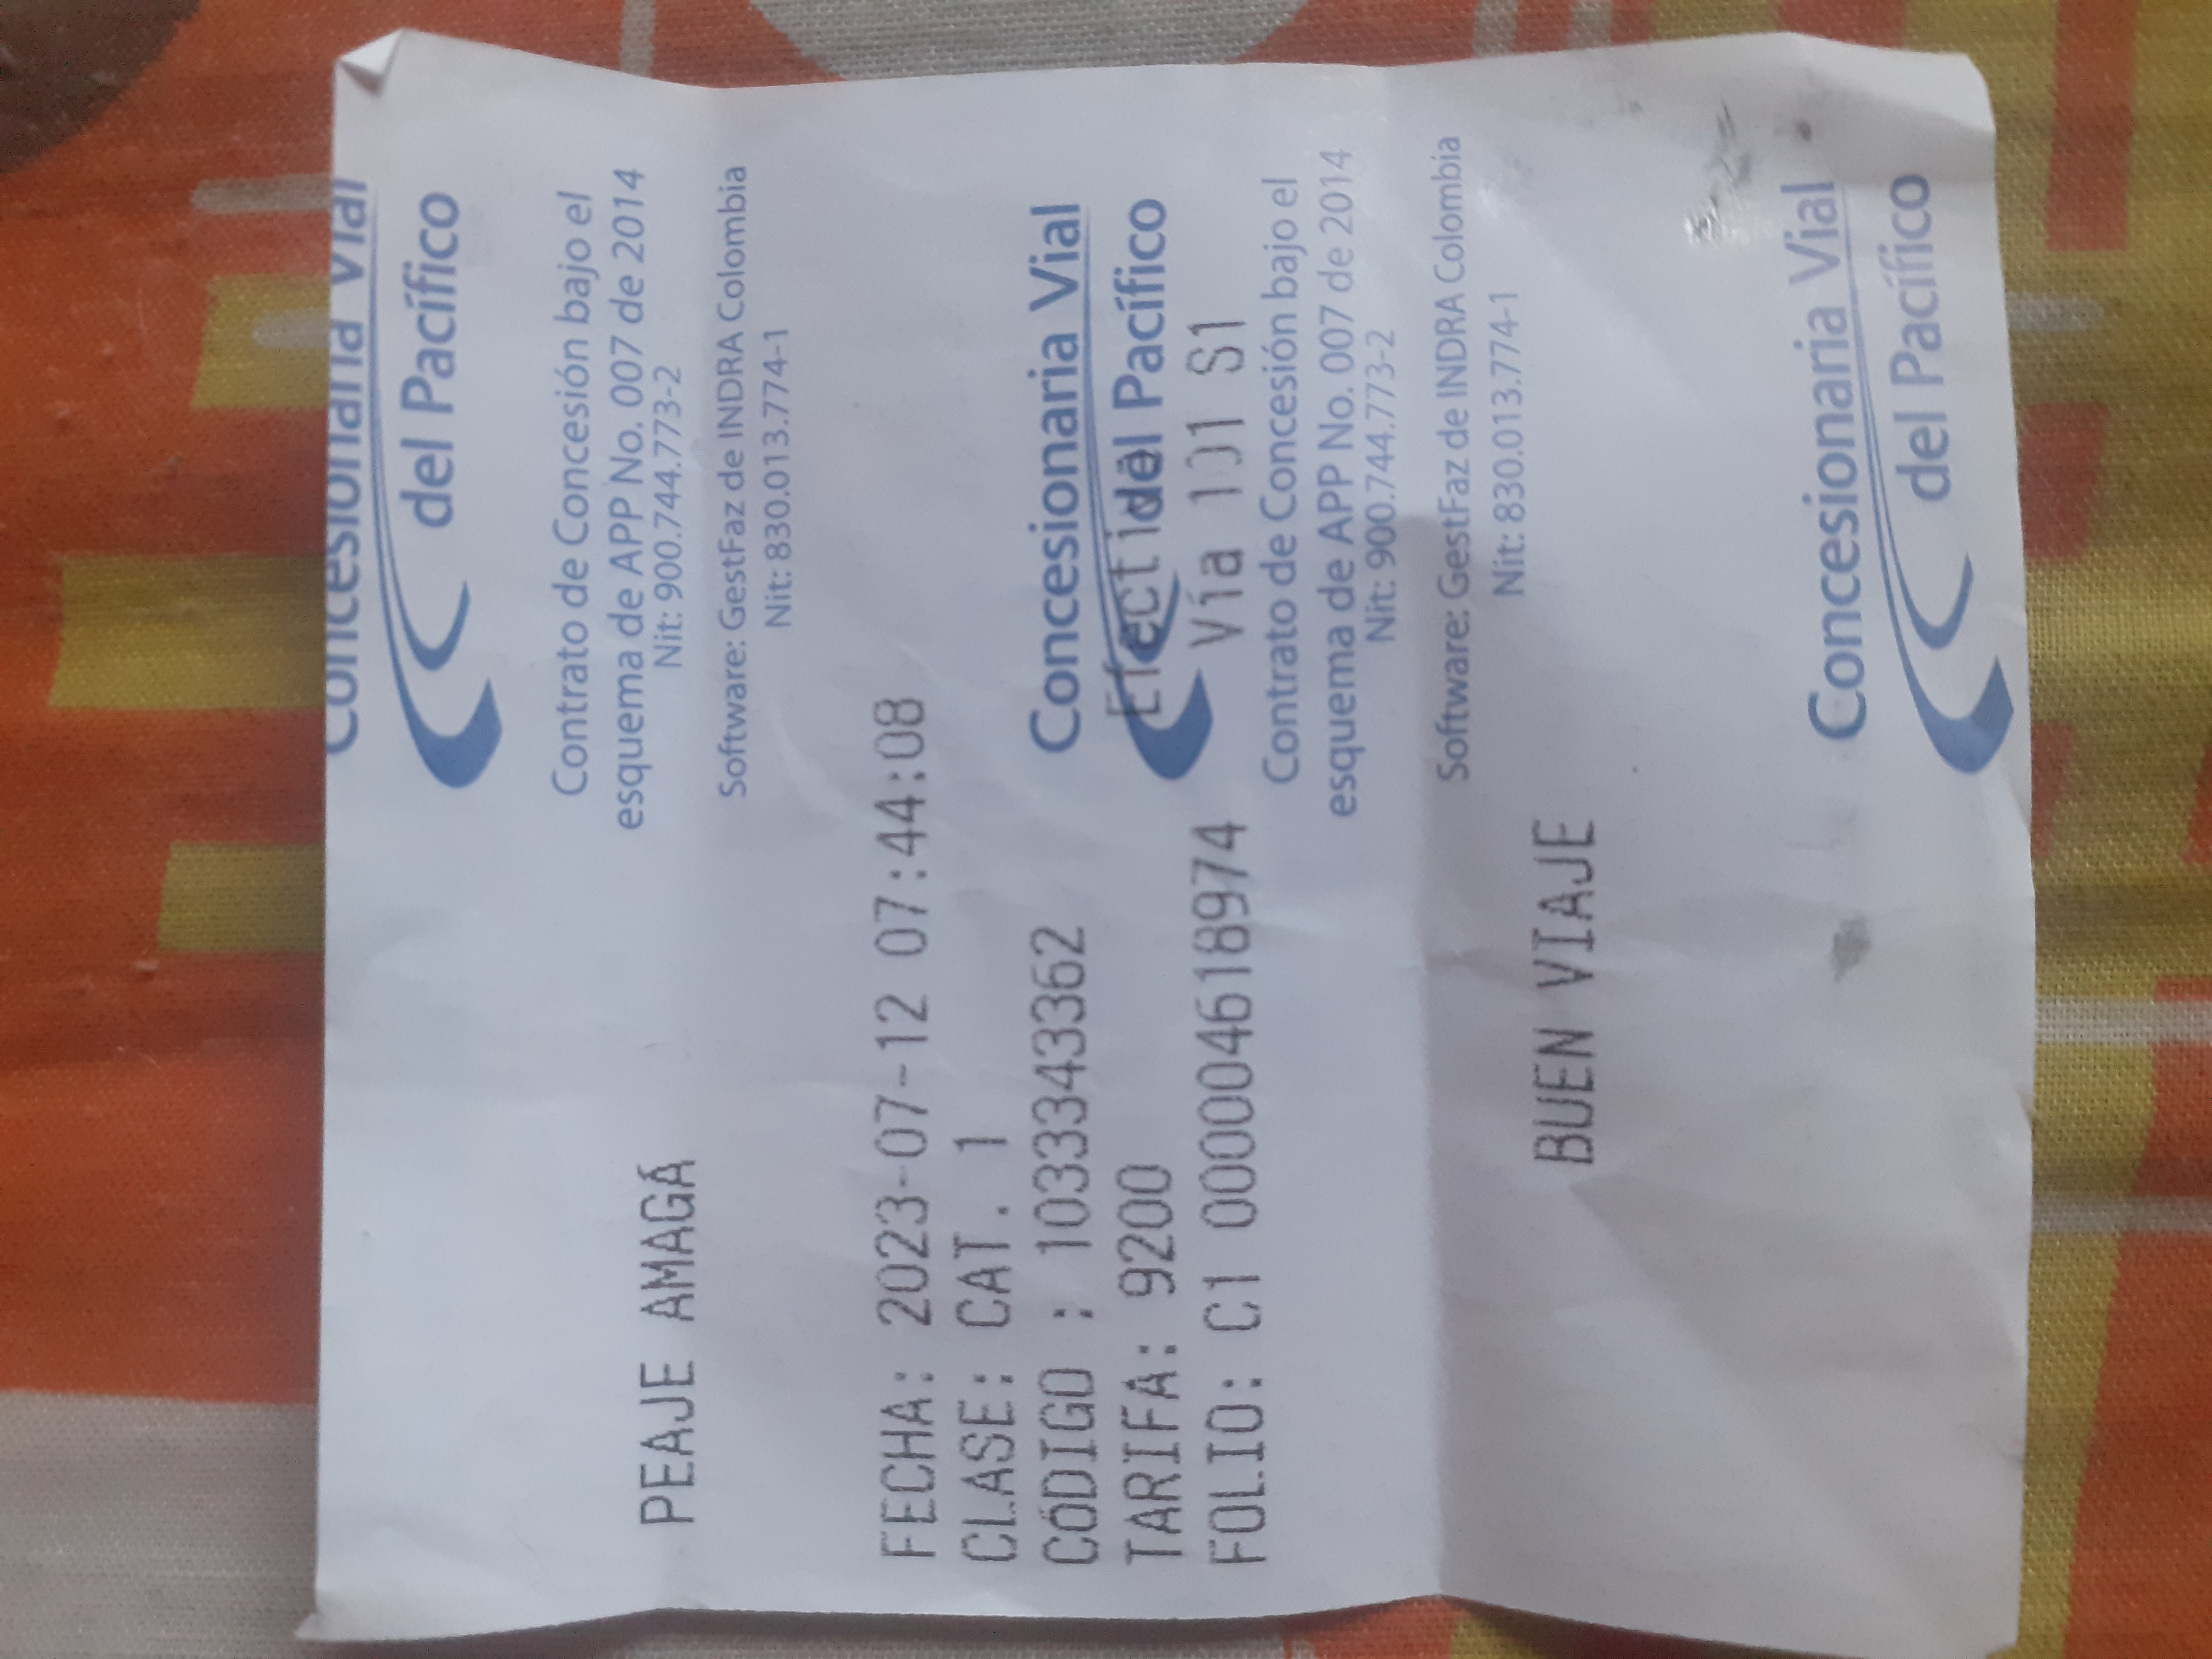 Concesionaria Vial
del Pacífico
Contrato de Concesión bajo el
esquema de APP No. 007 de 2014
Nit: 900.744.773-2
PEAJE AMAGÁ
Software: GestFaz de INDRA Colombia
Nit: 830.013.774-1
FECHA: 2023-07-12 07:44:08
CLASE: CAT. 1
CÓDIGO : 1033343362
Concesionaria Vial
TARIFA: 9200 Efectivo
del Pacífico
FOLIO: C1 00004618974 Vía 101 S1
Contrato de Concesión bajo el
esquema de APP No. 007 de 2014
Nit: 900.744.773-2
Software: GestFaz de INDRA Colombia
Nit: 830.013.774-1
BUEN VIAJE
Concesionaria Vial
del Pacífico